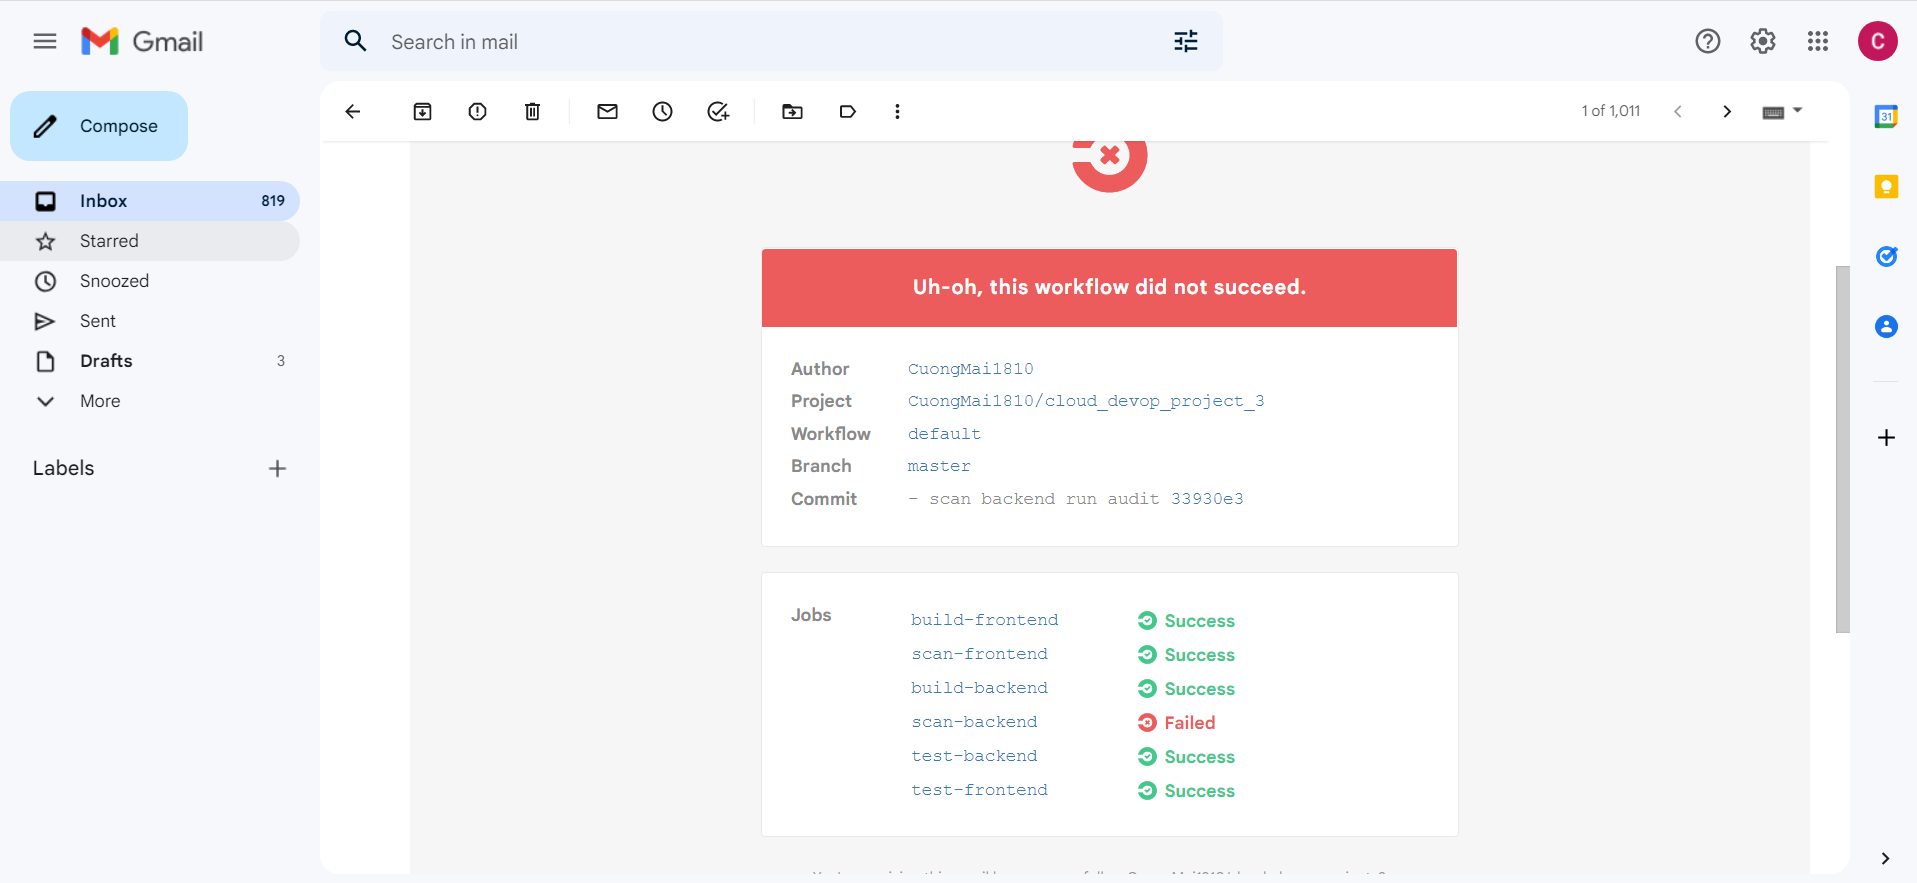 Gmail
Search in mail
C
Compose
1 of 1,011
31
Inbox 819
Starred
Snoozed
Sent
Drafts 3
More
Labels
Uh-oh, this workflow did not succeed.
Author CuongMai1810
Project CuongMai1810/cloud_devop_project_3
Workflow default
Branch master
Commit - scan backend run audit 33930e3
Jobs
build-frontend Success
scan-frontend Success
build-backend Success
scan-backend Failed
test-backend Success
test-frontend Success